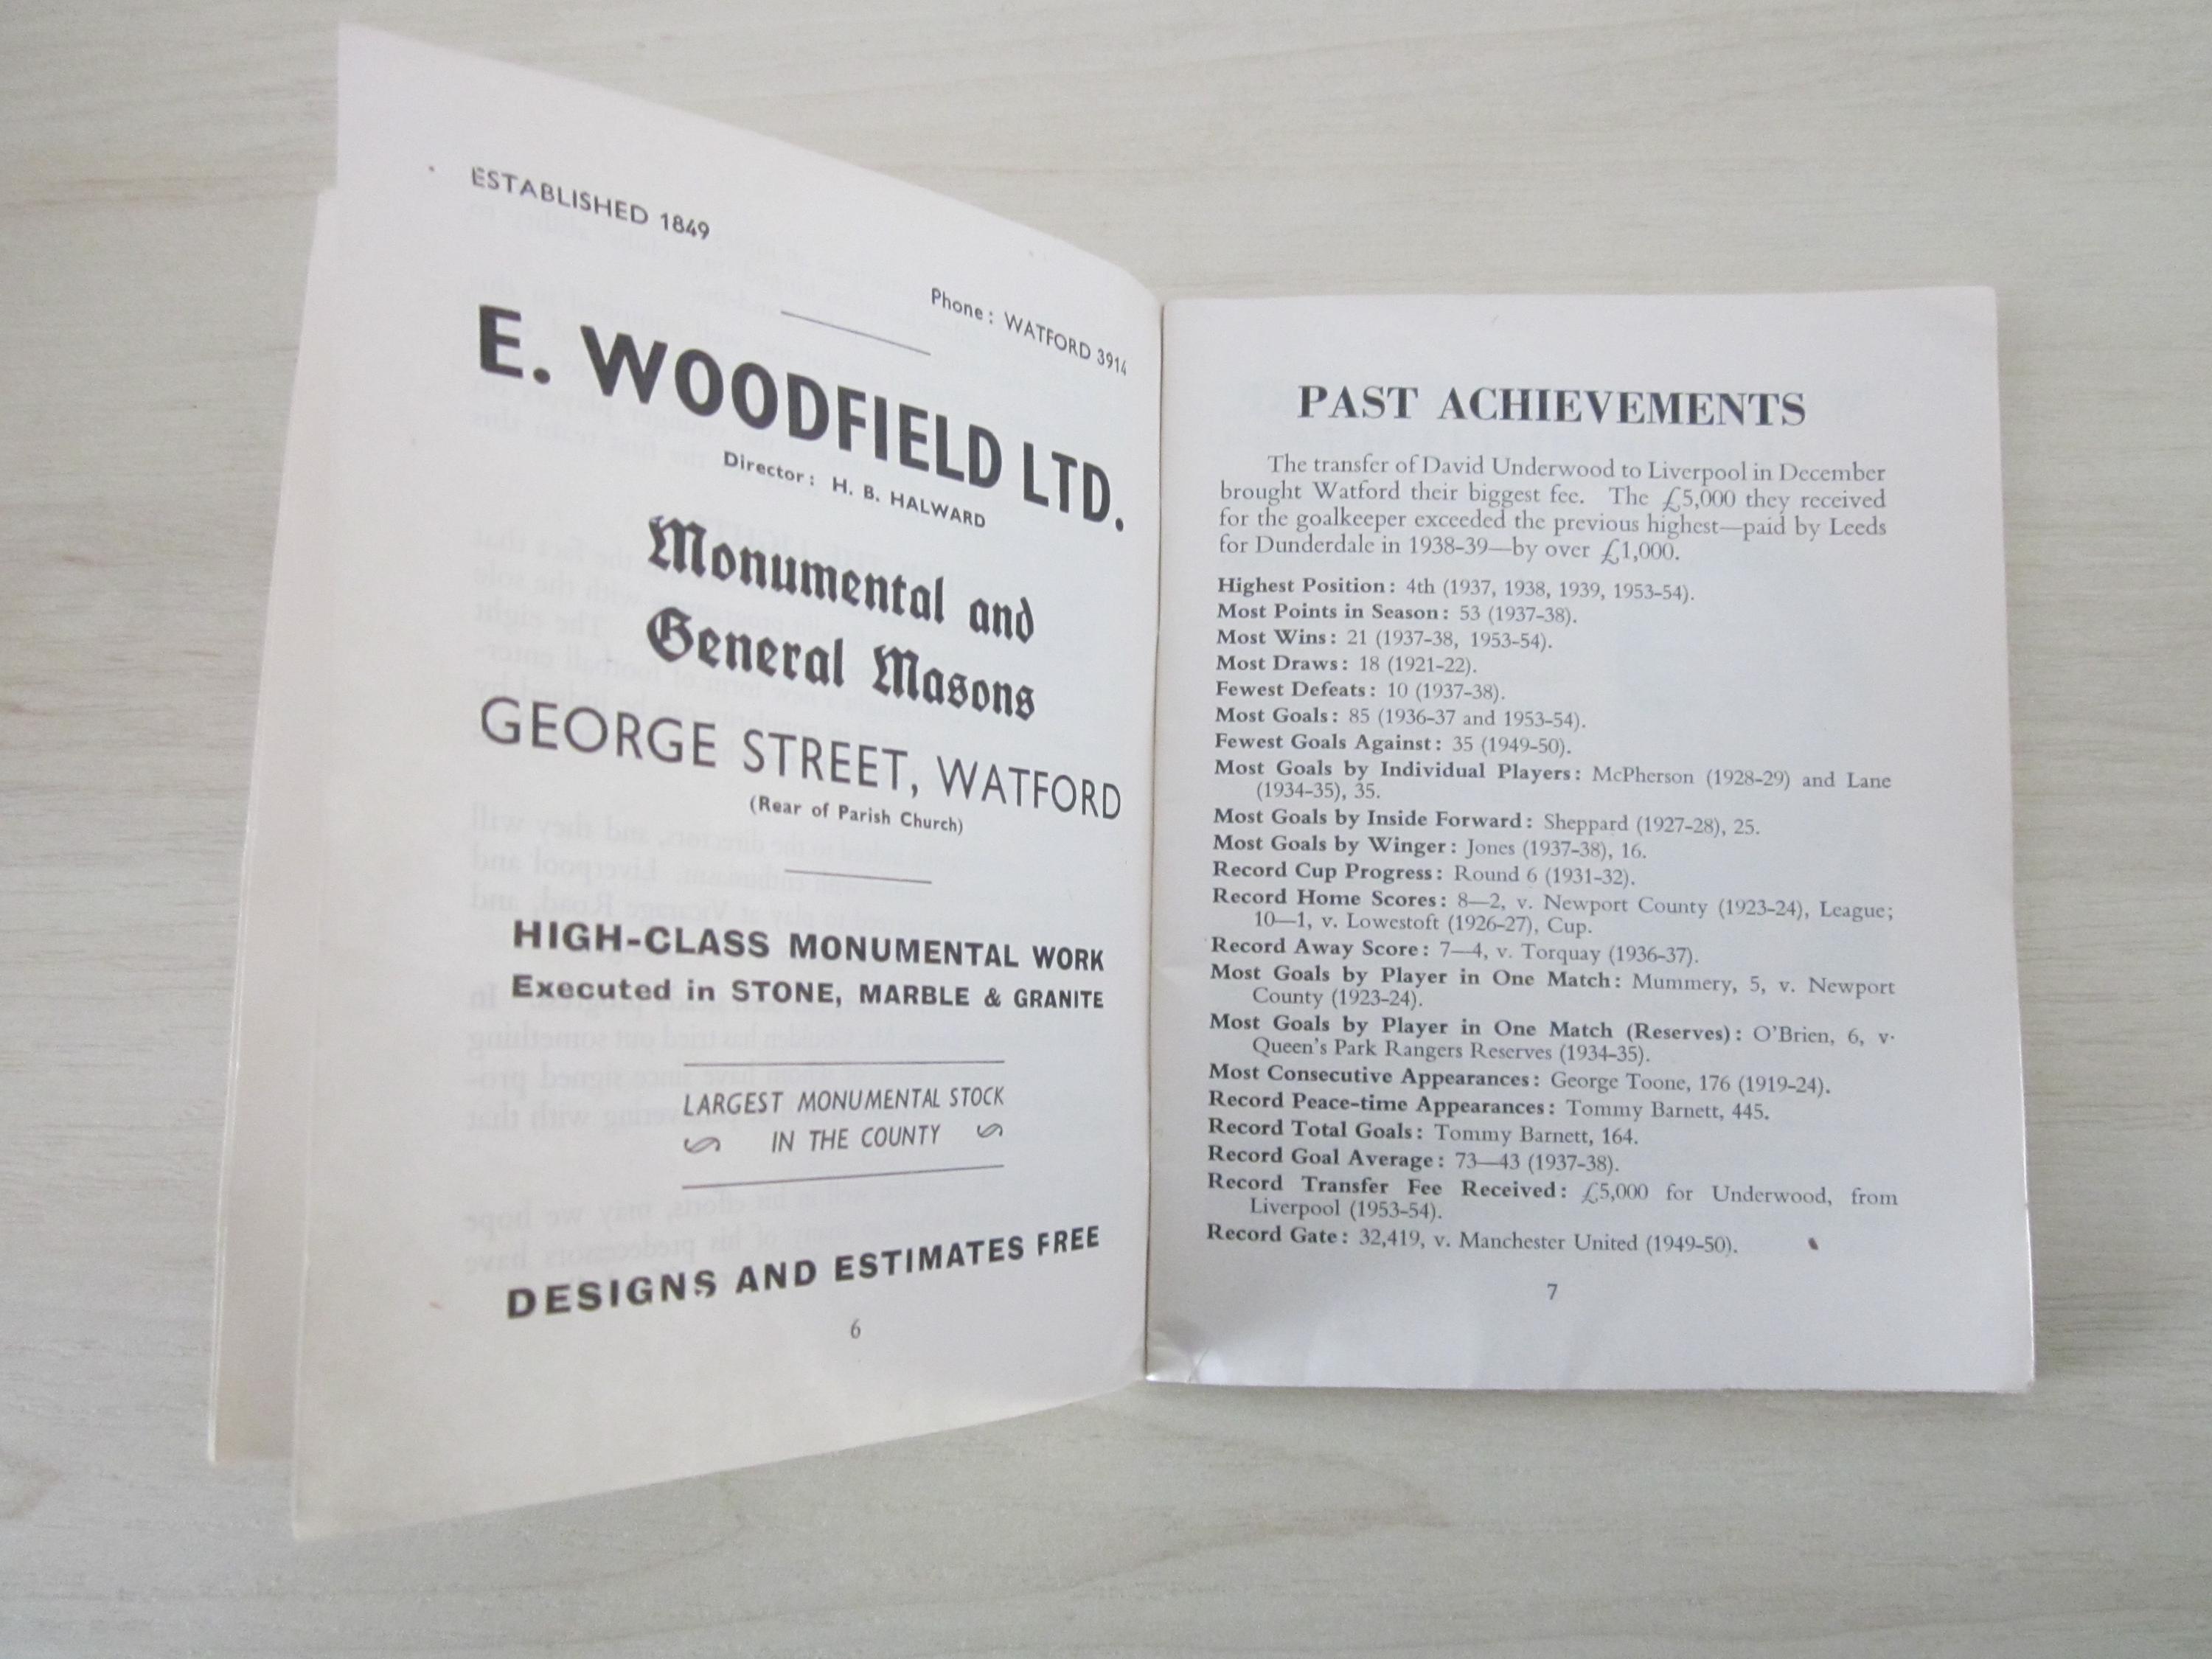 ESTABLISHED 1849
Phone: WATFORD 3914
E. WOODFIELD LTD.
Director: H. B. HALWARD
Monumental and
General Masons
GEORGE STREET, WATFORD
(Rear of Parish Church)
HIGH-CLASS MONUMENTAL WORK
Executed in STONE, MARBLE & GRANITE
LARGEST MONUMENTAL STOCK
IN THE COUNTY
DESIGNS AND ESTIMATES FREE
6
PAST ACHIEVEMENTS
The transfer of David Underwood to Liverpool in December
brought Watford their biggest fee. The £5,000 they received
for the goalkeeper exceeded the previous highest—paid by Leeds
for Dunderdale in 1938-39—by over £1,000.
Highest Position: 4th (1937, 1938, 1939, 1953-54).
Most Points in Season: 53 (1937-38).
Most Wins: 21 (1937-38, 1953-54).
Most Draws: 18 (1921-22).
Fewest Defeats: 10 (1937-38).
Most Goals: 85 (1936-37 and 1953-54).
Fewest Goals Against: 35 (1949-50).
Most Goals by Individual Players: McPherson (1928-29) and Lane
(1934-35), 35.
Most Goals by Inside Forward: Sheppard (1927-28), 25.
Most Goals by Winger: Jones (1937-38), 16.
Record Cup Progress: Round 6 (1931-32).
Record Home Scores: 8—2, v. Newport County (1923-24), League;
10—1, v. Lowestoft (1926-27), Cup.
Record Away Score: 7—4, v. Torquay (1936-37).
Most Goals by Player in One Match: Mummery, 5, v. Newport
County (1923-24).
Most Goals by Player in One Match (Reserves): O'Brien, 6, v.
Queen's Park Rangers Reserves (1934-35).
Most Consecutive Appearances: George Toone, 176 (1919-24).
Record Peace-time Appearances: Tommy Barnett, 445.
Record Total Goals: Tommy Barnett, 164.
Record Goal Average: 73—43 (1937-38).
Record Transfer Fee Received: £5,000 for Underwood, from
Liverpool (1953-54).
Record Gate: 32,419, v. Manchester United (1949-50).
7